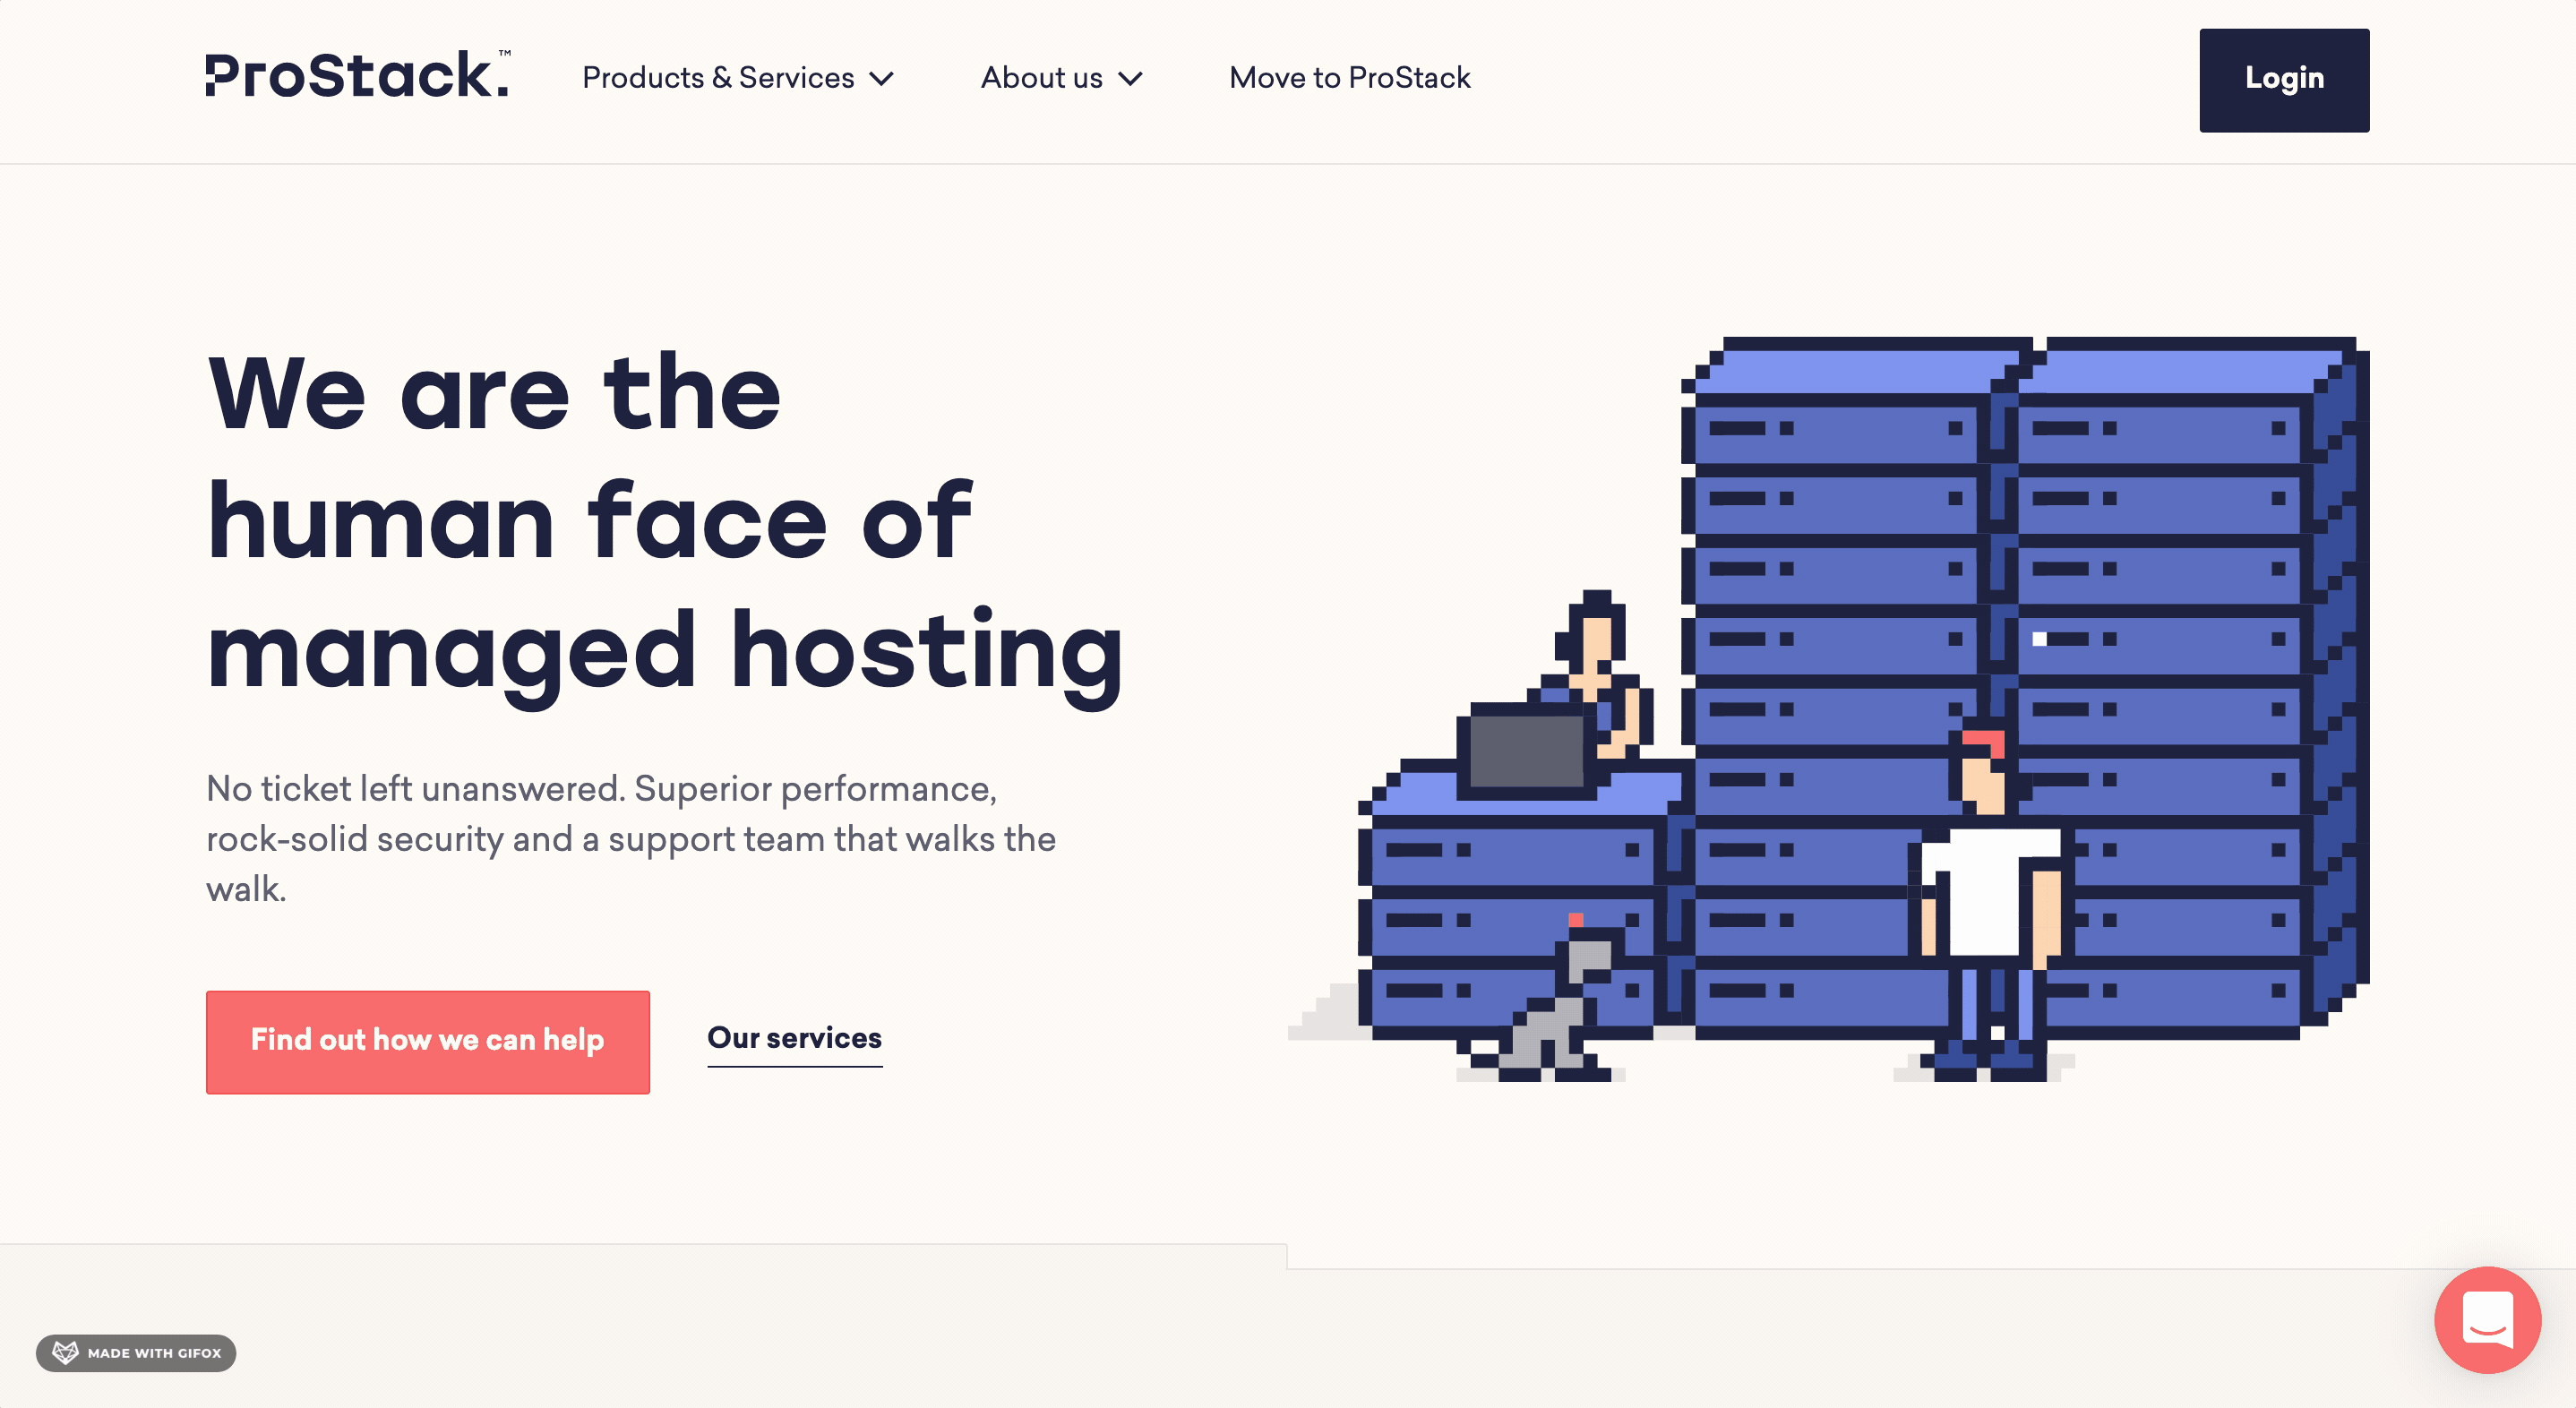 ProStack.™
Products & Services
About us
Move to ProStack
Login
We are the
human face of
managed hosting
No ticket left unanswered. Superior performance,
rock-solid security and a support team that walks the
walk.
Find out how we can help
Our services
MADE WITH GIFOX